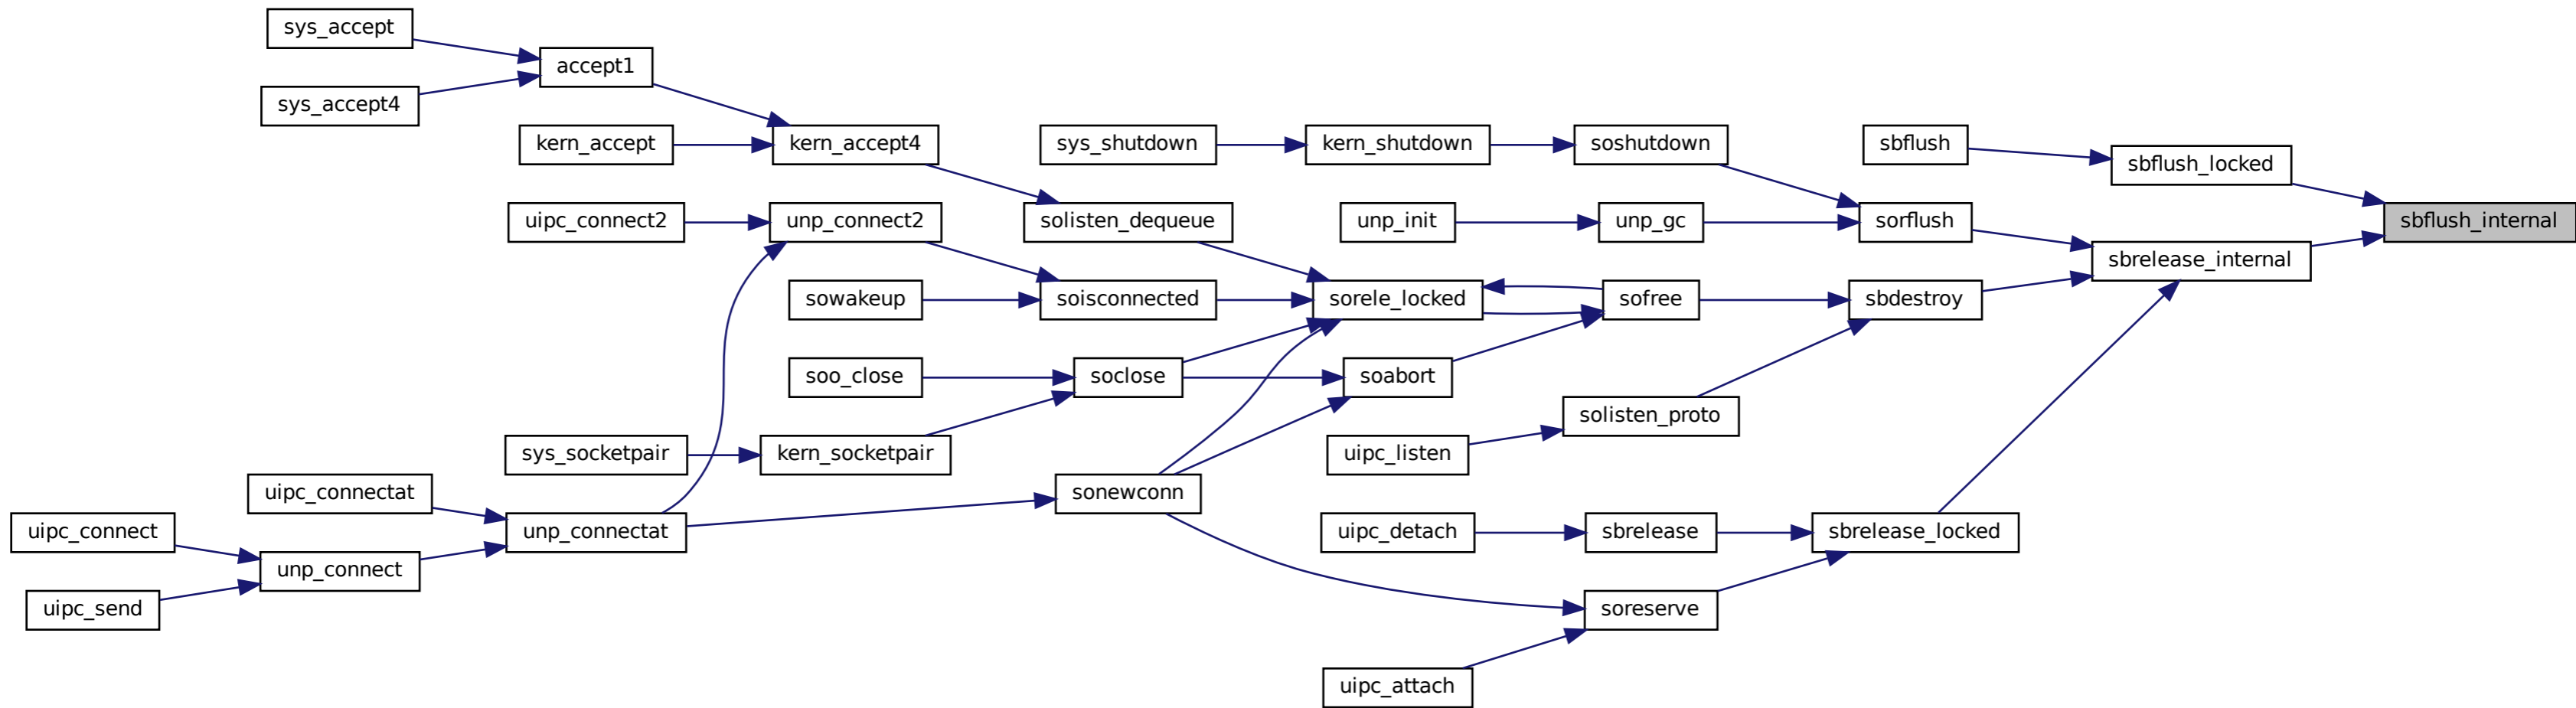 sys_accept
accept1
sys_accept4
kern_accept
kern_accept4
sys_shutdown
kern_shutdown
soshutdown
sbflush
sbflush_locked
uipc_connect2
unp_connect2
solisten_dequeue
unp_init
unp_gc
sorflush
sbflush_internal
sbrelease_internal
sowakeup
soisconnected
sorele_locked
sofree
sbdestroy
soo_close
soclose
soabort
solisten_proto
sys_socketpair
kern_socketpair
uipc_listen
uipc_connectat
sonewconn
uipc_connect
unp_connectat
uipc_detach
sbrelease
sbrelease_locked
unp_connect
uipc_send
soreserve
uipc_attach